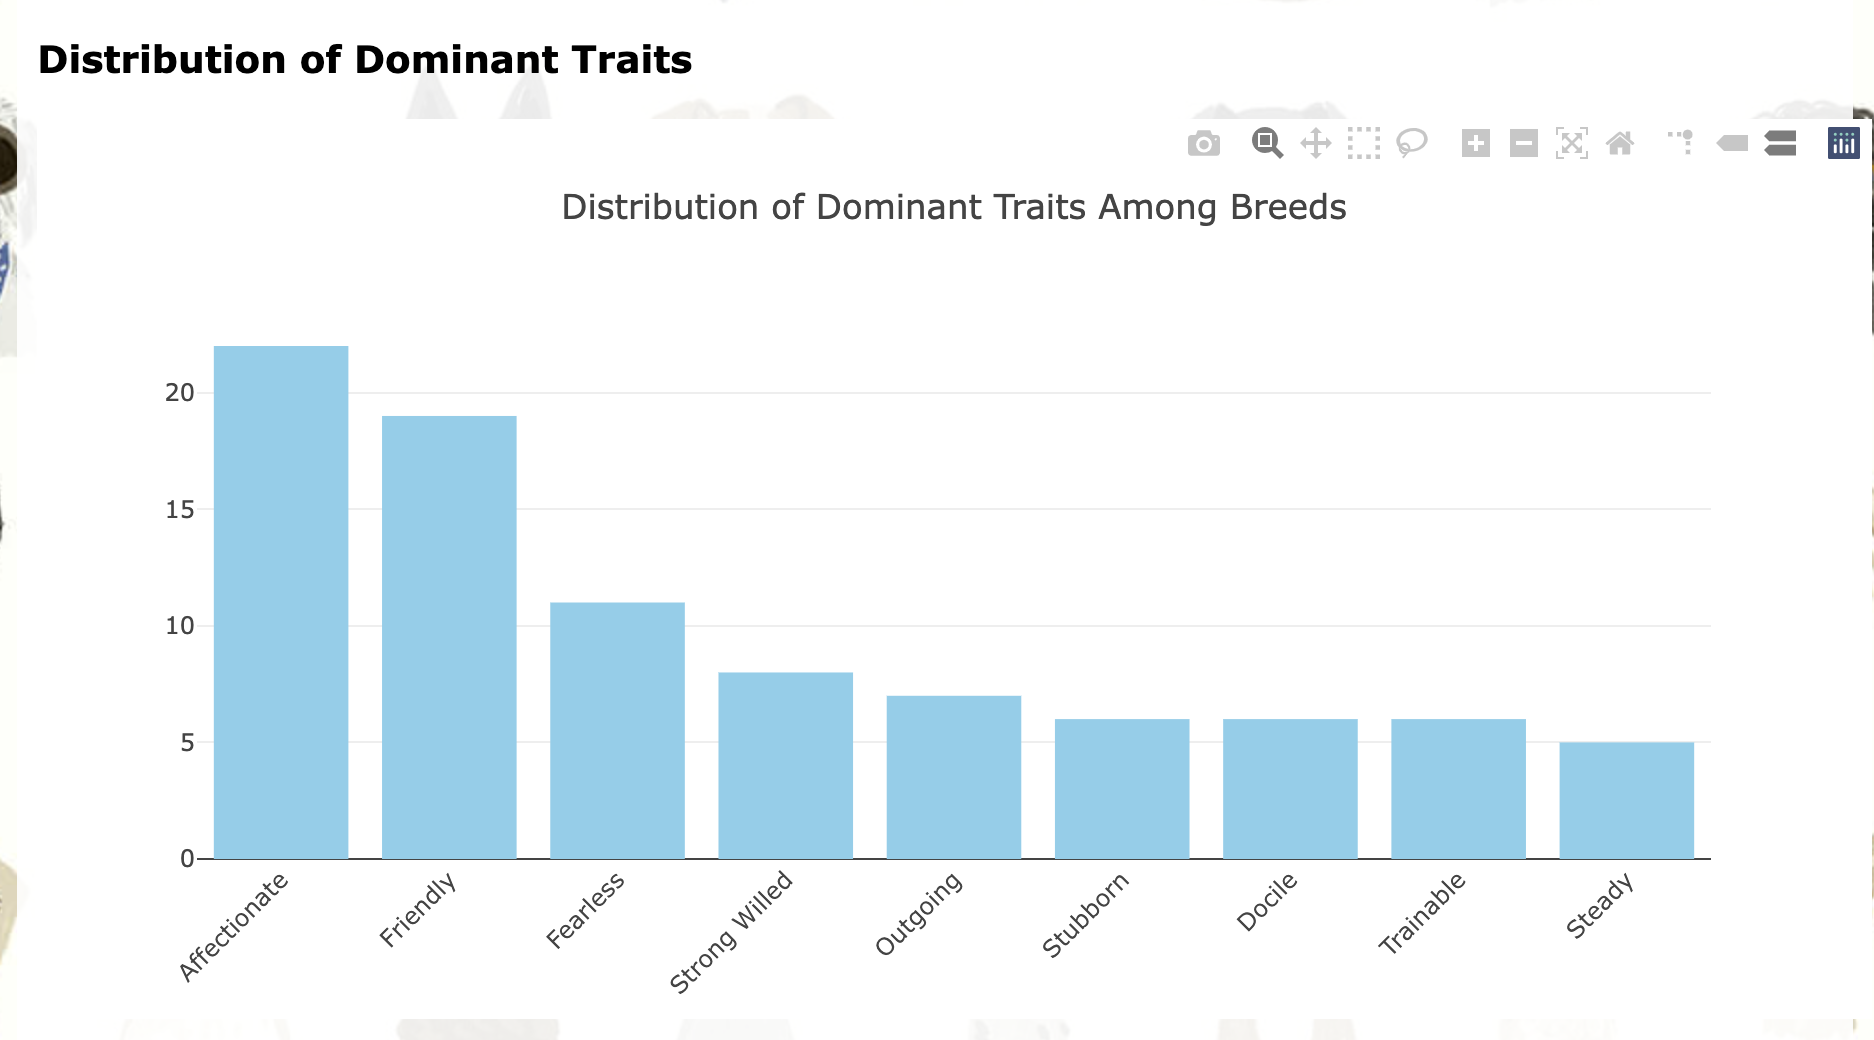 Distribution of Dominant Traits
Distribution of Dominant Traits Among Breeds
20
15
10
5
0
Affectionate
Friendly
Fearless
Strong Willed
Outgoing
Stubborn
Docile
Trainable
Steady